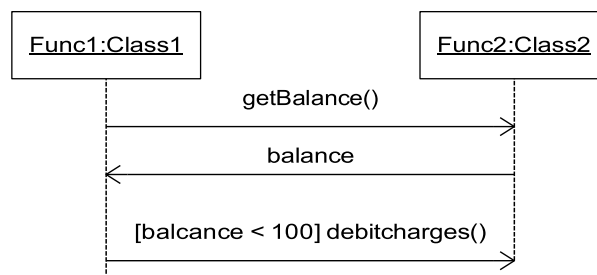 Func1:Class1
Func2:Class2
getBalance()
balance
[balcance < 100] debitcharges()